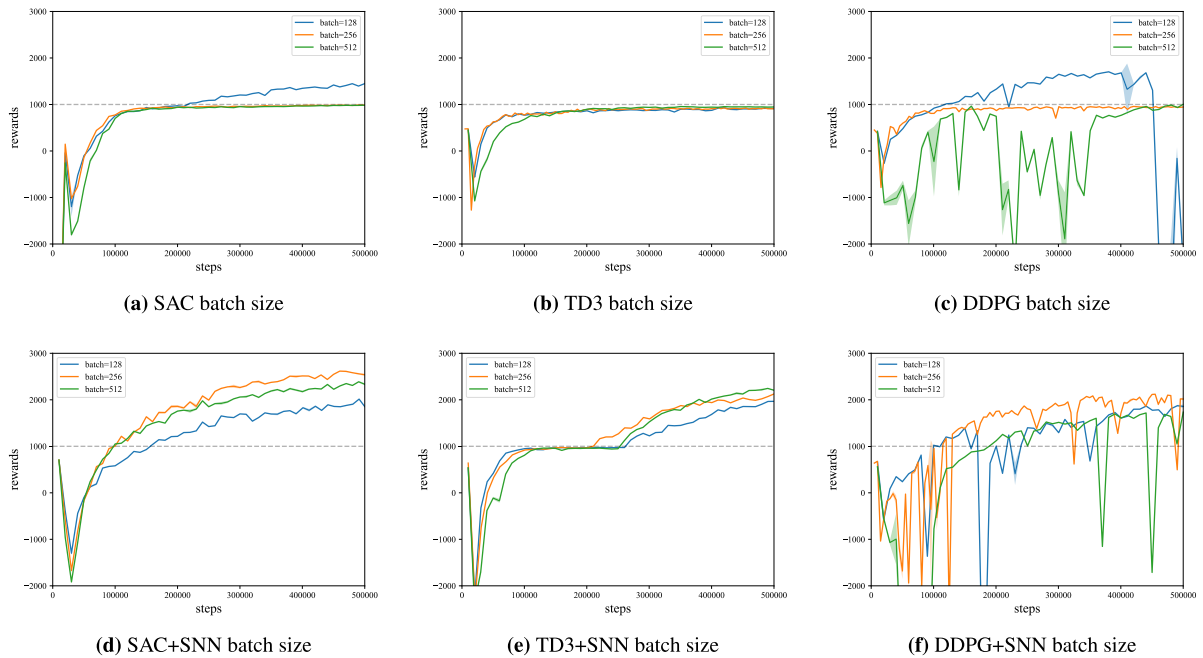 3000
2000
1000
0
−1000
−2000
rewards
batch=128
batch=256
batch=512
0
100000
200000
300000
400000
500000
steps
(a) SAC batch size
3000
2000
1000
0
−1000
−2000
rewards
batch=128
batch=256
batch=512
0
100000
200000
300000
400000
500000
steps
(b) TD3 batch size
3000
2000
1000
0
−1000
−2000
rewards
batch=128
batch=256
batch=512
0
100000
200000
300000
400000
500000
steps
(c) DDPG batch size
3000
2000
1000
0
−1000
−2000
rewards
batch=128
batch=256
batch=512
0
100000
200000
300000
400000
500000
steps
(d) SAC+SNN batch size
3000
2000
1000
0
−1000
−2000
rewards
batch=128
batch=256
batch=512
0
100000
200000
300000
400000
500000
steps
(e) TD3+SNN batch size
3000
2000
1000
0
−1000
−2000
rewards
batch=128
batch=256
batch=512
0
100000
200000
300000
400000
500000
steps
(f) DDPG+SNN batch size